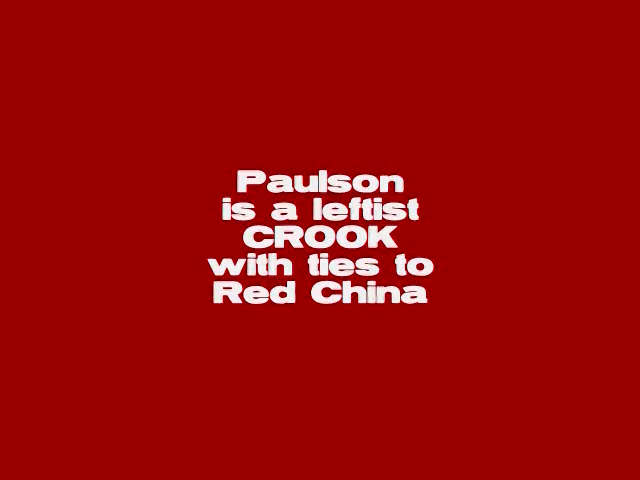 Paulson
is a leftist
CROOK
with ties to
Red China